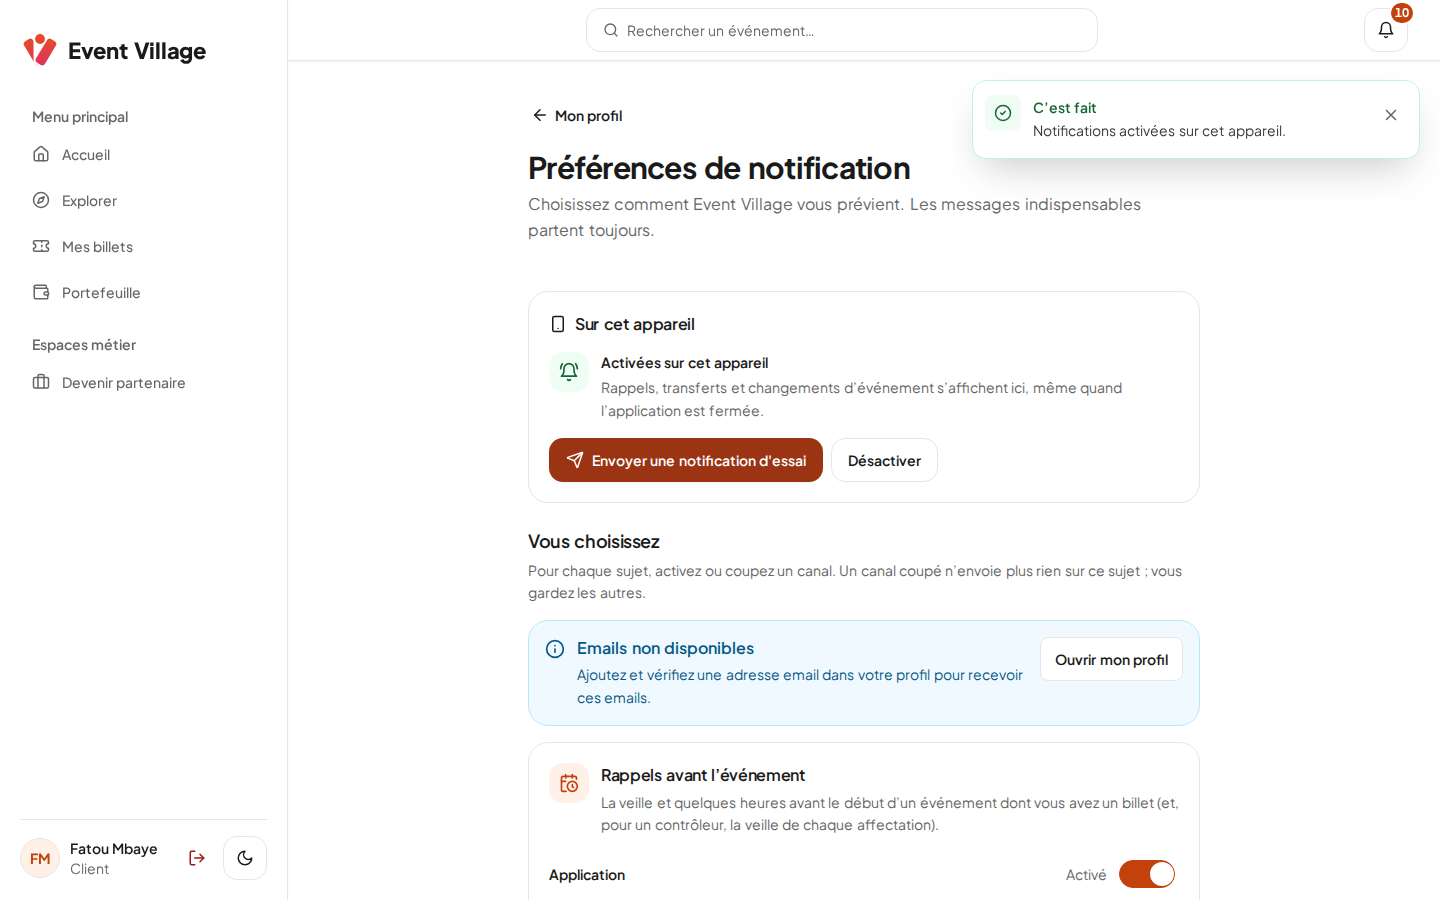 Event Village
Menu principal
Accueil
Explorer
Mes billets
Portefeuille
Espaces métier
Devenir partenaire
FM
Fatou Mbaye
Client
Rechercher un événement…
10
C’est fait
Notifications activées sur cet appareil.
Mon profil
Préférences de notification
Choisissez comment Event Village vous prévient. Les messages indispensables
partent toujours.
Sur cet appareil
Activées sur cet appareil
Rappels, transferts et changements d’événement s’affichent ici, même quand
l’application est fermée.
Envoyer une notification d'essai
Désactiver
Vous choisissez
Pour chaque sujet, activez ou coupez un canal. Un canal coupé n’envoie plus rien sur ce sujet ; vous
gardez les autres.
Emails non disponibles
Ajoutez et vérifiez une adresse email dans votre profil pour recevoir
ces emails.
Ouvrir mon profil
Rappels avant l’événement
La veille et quelques heures avant le début d’un événement dont vous avez un billet (et,
pour un contrôleur, la veille de chaque affectation).
Application
Activé